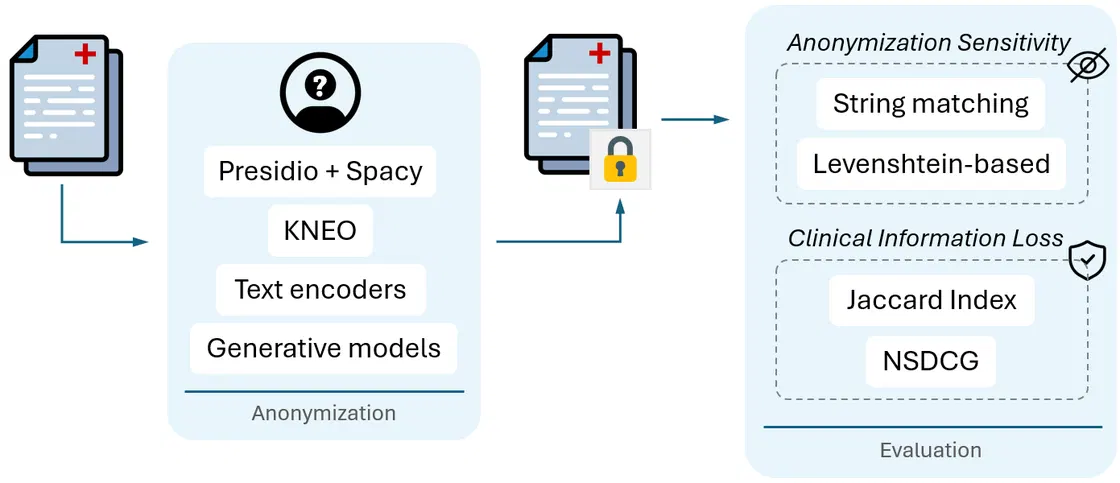 ?
Presidio + Spacy
KNEO
Text encoders
Generative models
Anonymization
Anonymization Sensitivity
String matching
Levenshtein-based
Clinical Information Loss
Jaccard Index
NSDCG
Evaluation